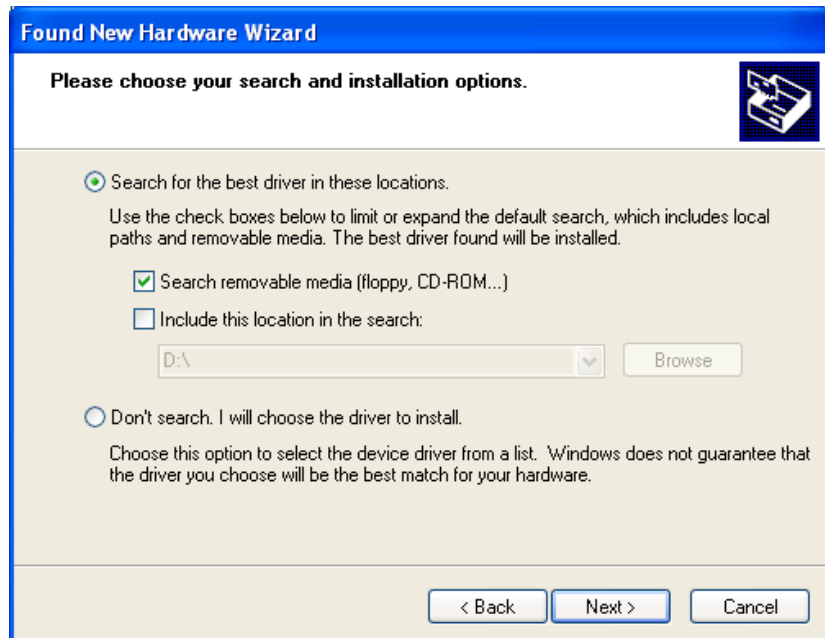 Found New Hardware Wizard
Please choose your search and installation options.
Search for the best driver in these locations.
Use the check boxes below to limit or expand the default search, which includes local
paths and removable media. The best driver found will be installed.
Search removable media (floppy, CD-ROM...)
Include this location in the search:
D:\
Browse
Don't search. I will choose the driver to install.
Choose this option to select the device driver from a list.  Windows does not guarantee that
the driver you choose will be the best match for your hardware.
< Back
Next >
Cancel